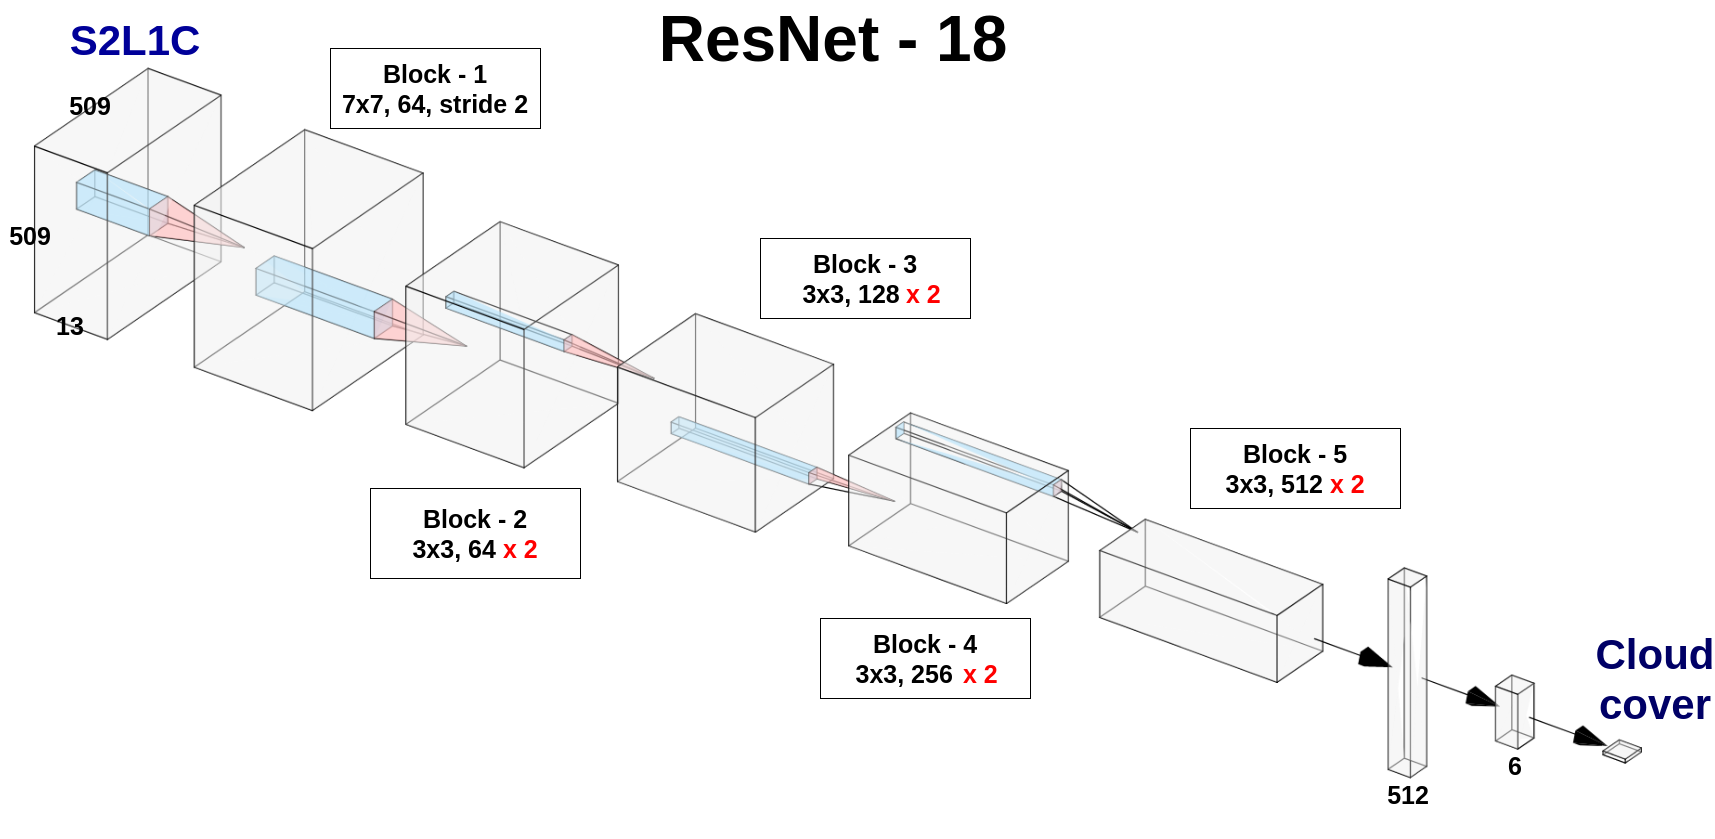 ResNet - 18
S2L1C
509
509
13
Block - 1
7x7, 64, stride 2
Block - 2
3x3, 64 x 2
Block - 3
3x3, 128 x 2
Block - 4
3x3, 256 x 2
Block - 5
3x3, 512 x 2
512
6
Cloud
cover